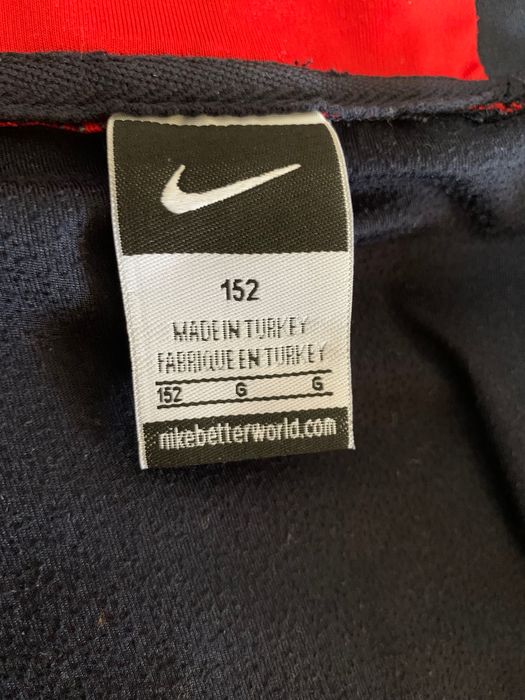 152
MADE IN TURKEY
FABRIQUE EN TURKEY
152 G G
nikebetterworld.com